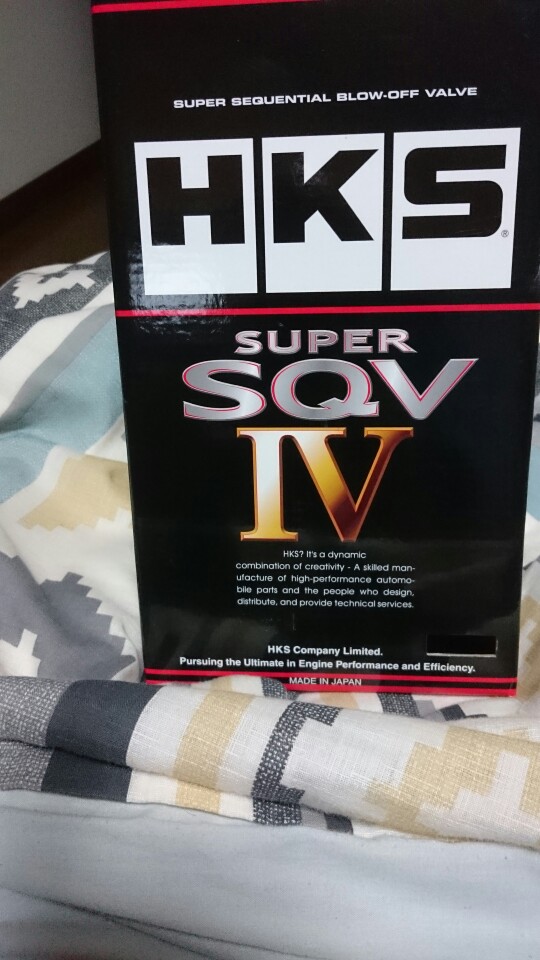 SUPER SEQUENTIAL BLOW-OFF VALVE
HKS®
SUPER
SQV
IV
HKS? It's a dynamic
combination of creativity - A skilled man-
ufacture of high-performance automo-
bile parts and the people who design,
distribute, and provide technical services.
HKS Company Limited.
Pursuing the Ultimate in Engine Performance and Efficiency.
MADE IN JAPAN